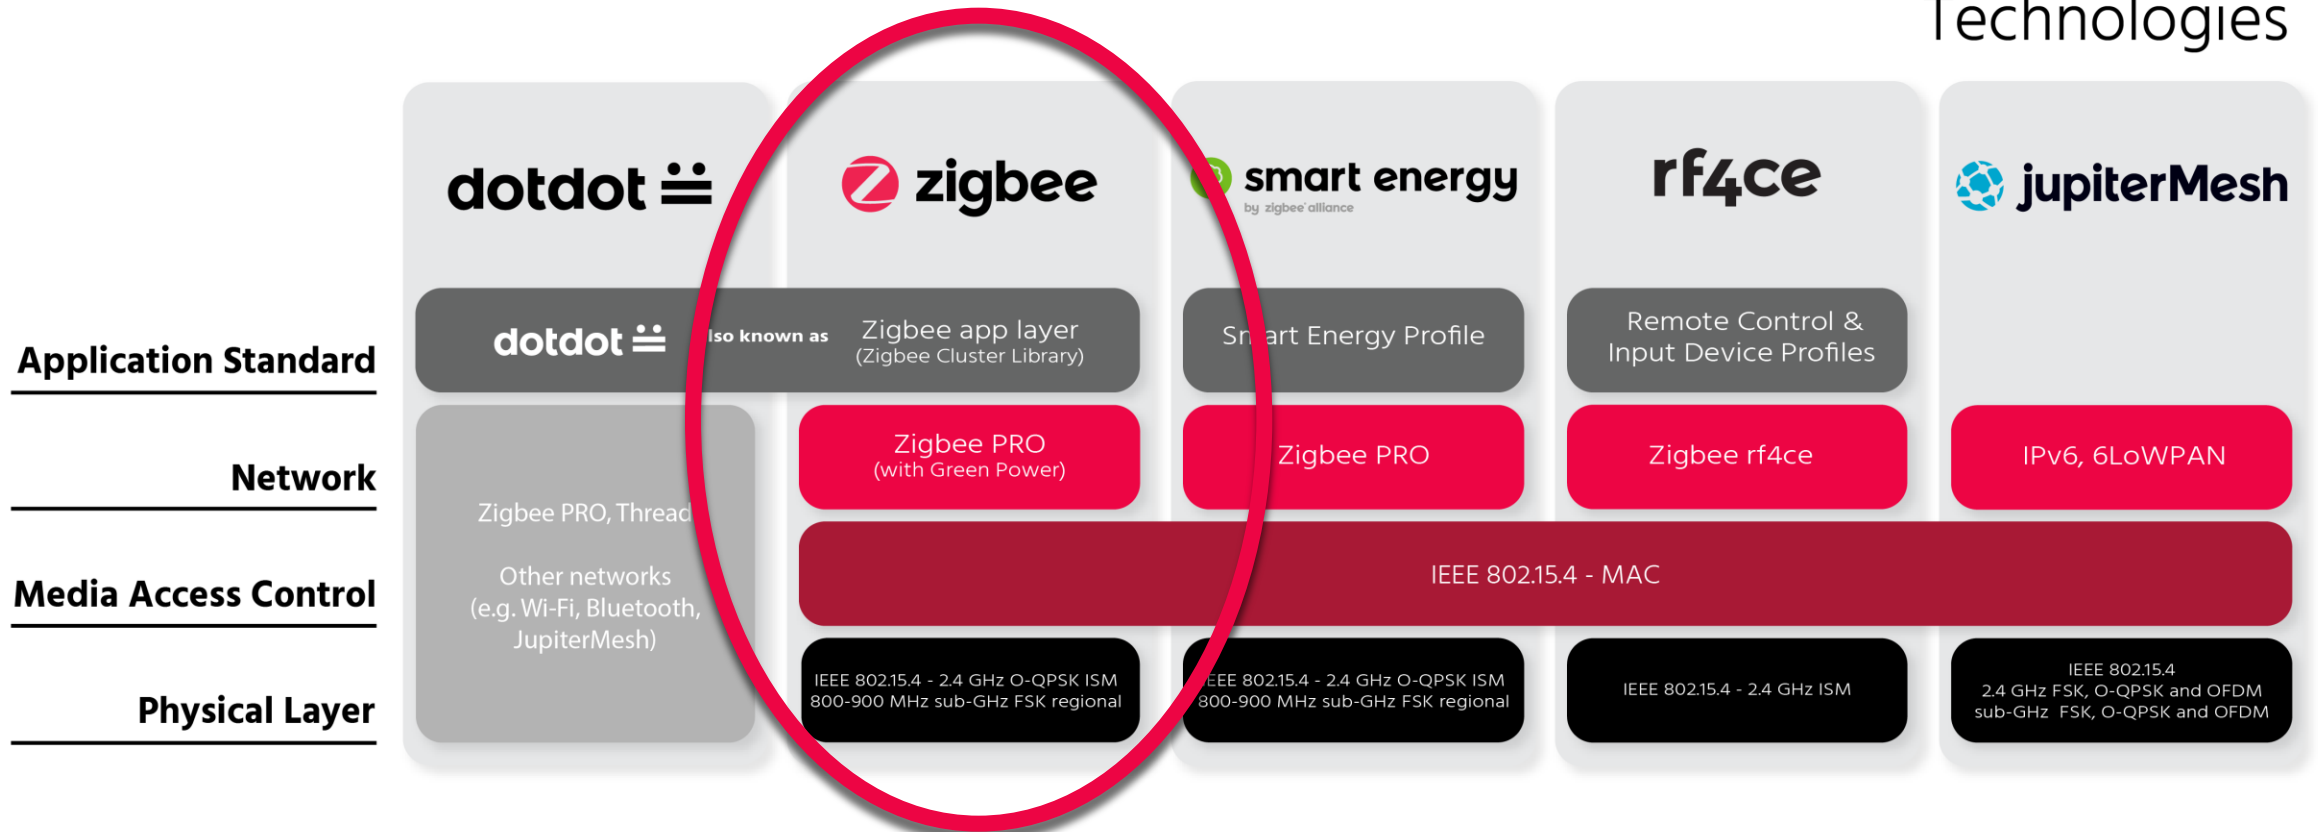 Technologies
dotdot
zigbee
smart energy
by zigbee alliance
rf4ce
jupiterMesh
Application Standard
dotdot
lso known as
Zigbee app layer
(Zigbee Cluster Library)
Smart Energy Profile
Remote Control &
Input Device Profiles
Network
Zigbee PRO
(with Green Power)
Zigbee PRO
Zigbee rf4ce
IPv6, 6LoWPAN
Zigbee PRO, Thread
Other networks
(e.g. Wi-Fi, Bluetooth,
JupiterMesh)
Media Access Control
IEEE 802.15.4 - MAC
Physical Layer
IEEE 802.15.4 - 2.4 GHz O-QPSK ISM
800-900 MHz sub-GHz FSK regional
IEEE 802.15.4 - 2.4 GHz O-QPSK ISM
800-900 MHz sub-GHz FSK regional
IEEE 802.15.4 - 2.4 GHz ISM
IEEE 802.15.4
2.4 GHz FSK, O-QPSK and OFDM
sub-GHz FSK, O-QPSK and OFDM